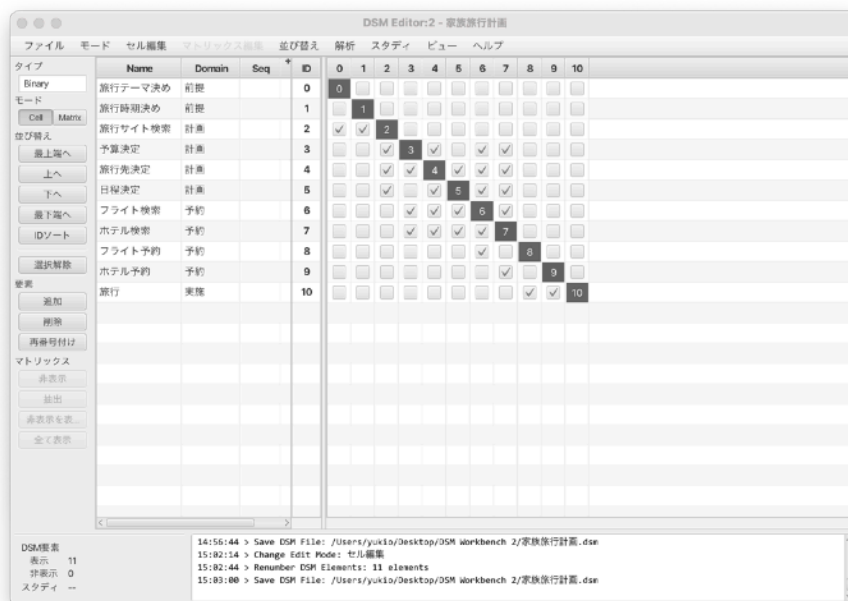 DSM Editor:2 - 家族旅行計画
ファイル モード セル編集 マトリックス編集 並び替え 解析 スタディ ビュー ヘルプ
タイプ
Binary
モード
Cell Matrix
並び替え
最上端へ
上へ
下へ
最下端へ
IDソート
選択解除
要素
追加
削除
再番号付け
マトリックス
非表示
抽出
非表示を表...
全て表示
Name Domain Seq + ID 0 1 2 3 4 5 6 7 8 9 10
旅行テーマ決め 前提 0 0
旅行時期決め 前提 1 1
旅行サイト検索 計画 2 2
予算決定 計画 3 3
旅行先決定 計画 4 4
日程決定 計画 5 5
フライト検索 予約 6 6
ホテル検索 予約 7 7
フライト予約 予約 8 8
ホテル予約 予約 9 9
旅行 実施 10 10
DSM要素
表示 11
非表示 0
スタディ --
14:56:44 > Save DSM File: /Users/yukio/Desktop/DSM Workbench 2/家族旅行計画.dsm
15:02:14 > Change Edit Mode: セル編集
15:02:44 > Renumber DSM Elements: 11 elements
15:03:00 > Save DSM File: /Users/yukio/Desktop/DSM Workbench 2/家族旅行計画.dsm